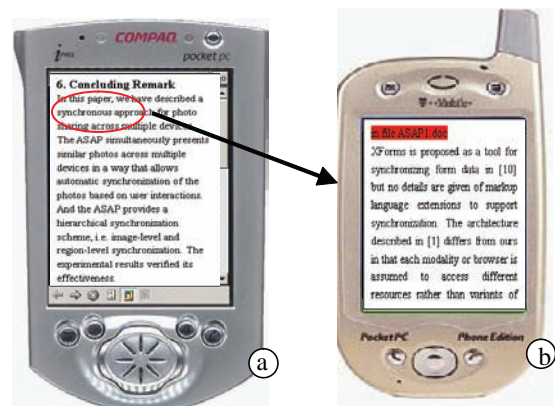 COMPAQ
iPAQ
pocket pc
6. Concluding Remark
In this paper, we have described a
synchronous approach for photo
sharing across multiple devices.
The ASAP simultaneously presents
similar photos across multiple
devices in a way that allows
automatic synchronization of the
photos based on user interactions.
And the ASAP provides a
hierarchical synchronization
scheme, i.e. image-level and
region-level synchronization. The
experimental results verified its
effectiveness.
a
T··Mobile·
in file ASAP1.doc
XForms is proposed as a tool for
synchronizing form data in [10]
but no details are given of markup
language extensions to support
synchronization. The architecture
described in [1] differs from ours
in that each modality or browser is
assumed to access different
resources rather than variants of
Pocket PC Phone Edition
b